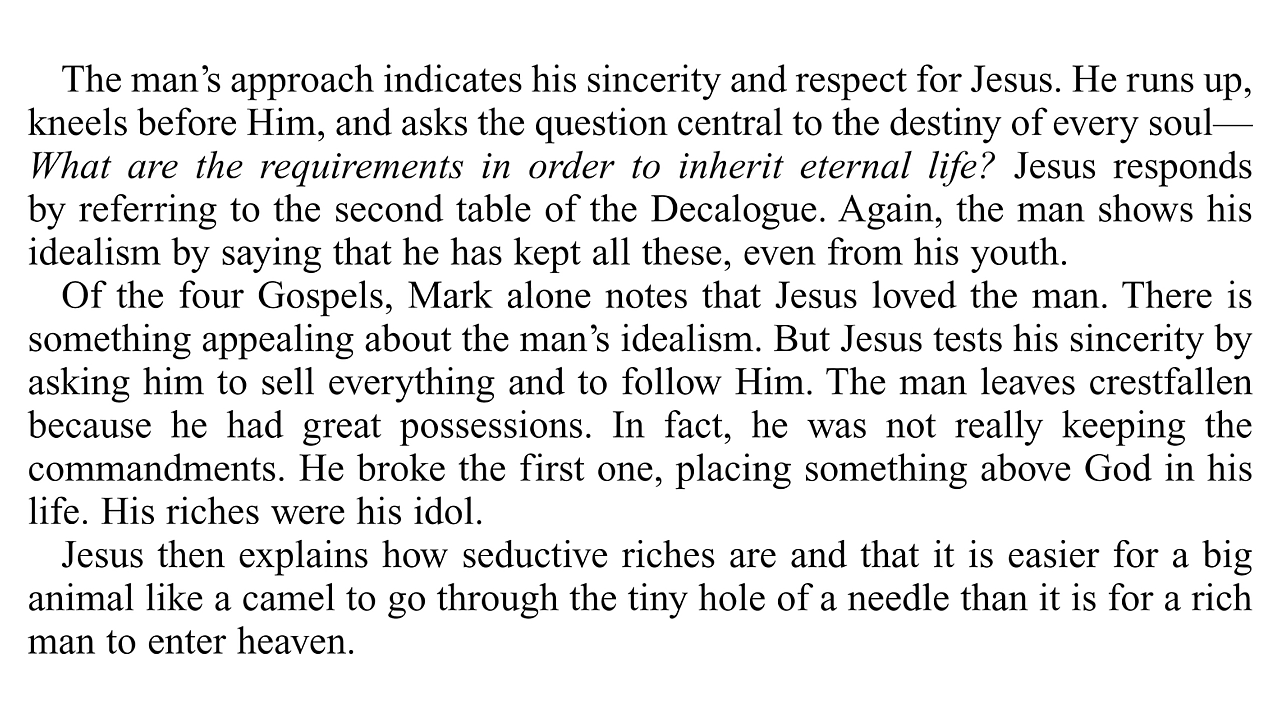 The man’s approach indicates his sincerity and respect for Jesus. He runs up,
kneels before Him, and asks the question central to the destiny of every soul—
What are the requirements in order to inherit eternal life? Jesus responds
by referring to the second table of the Decalogue. Again, the man shows his
idealism by saying that he has kept all these, even from his youth.
Of the four Gospels, Mark alone notes that Jesus loved the man. There is
something appealing about the man’s idealism. But Jesus tests his sincerity by
asking him to sell everything and to follow Him. The man leaves crestfallen
because he had great possessions. In fact, he was not really keeping the
commandments. He broke the first one, placing something above God in his
life. His riches were his idol.
Jesus then explains how seductive riches are and that it is easier for a big
animal like a camel to go through the tiny hole of a needle than it is for a rich
man to enter heaven.